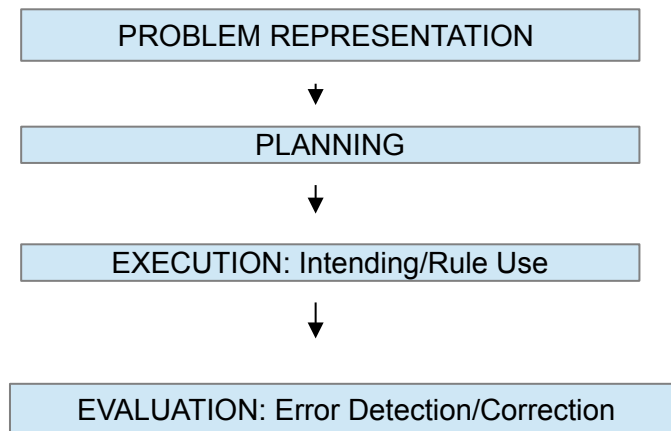 PROBLEM REPRESENTATION
PLANNING
EXECUTION: Intending/Rule Use
EVALUATION: Error Detection/Correction